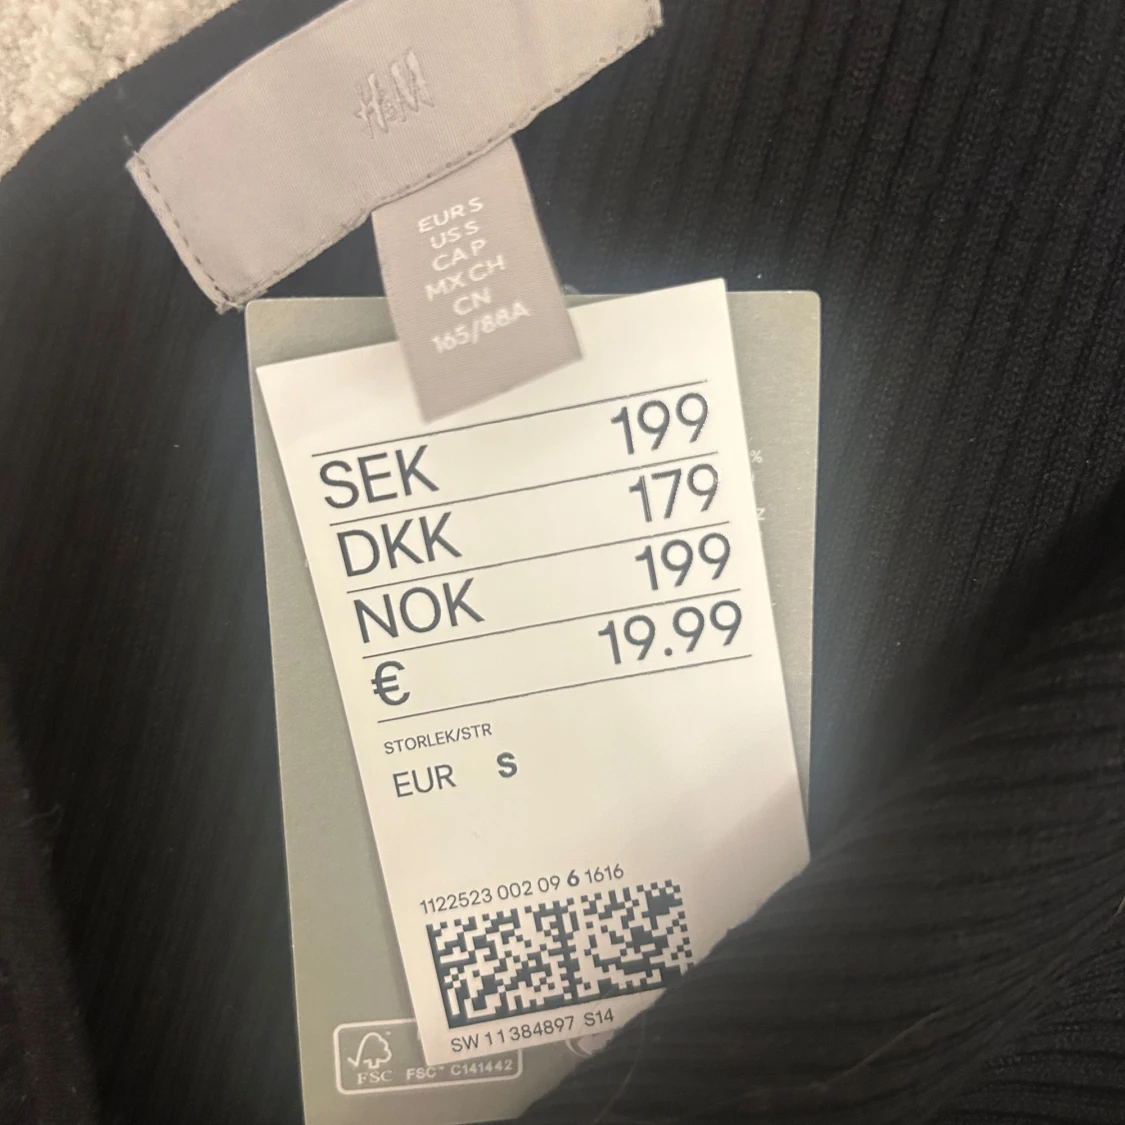 H&M
EUR S
US S
CA P
MX CH
CN
165/88A
SEK 199
DKK 179
NOK 199
€ 19.99
STORLEK/STR
EUR S
1122523 002 09 6 1616
SW 11384897 S14
FSC
FSC™ C141442
%
Z